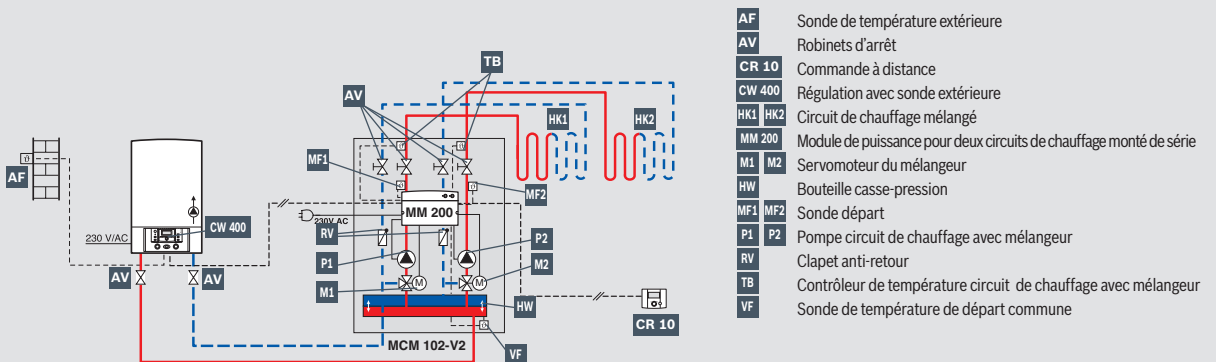 TB
AV
HK1
HK2
MF1
AF
MF2
MM 200
230V AC
CW 400
RV
230 V/AC
P2
P1
AV
AV
M2
M
M
M1
HW
CR 10
MCM 102-V2
VF
AF Sonde de température extérieure
AV Robinets d'arrêt
CR 10 Commande à distance
CW 400 Régulation avec sonde extérieure
HK1 HK2 Circuit de chauffage mélangé
MM 200 Module de puissance pour deux circuits de chauffage monté de série
M1 M2 Servomoteur du mélangeur
HW Bouteille casse-pression
MF1 MF2 Sonde départ
P1 P2 Pompe circuit de chauffage avec mélangeur
RV Clapet anti-retour
TB Contrôleur de température circuit de chauffage avec mélangeur
VF Sonde de température de départ commune